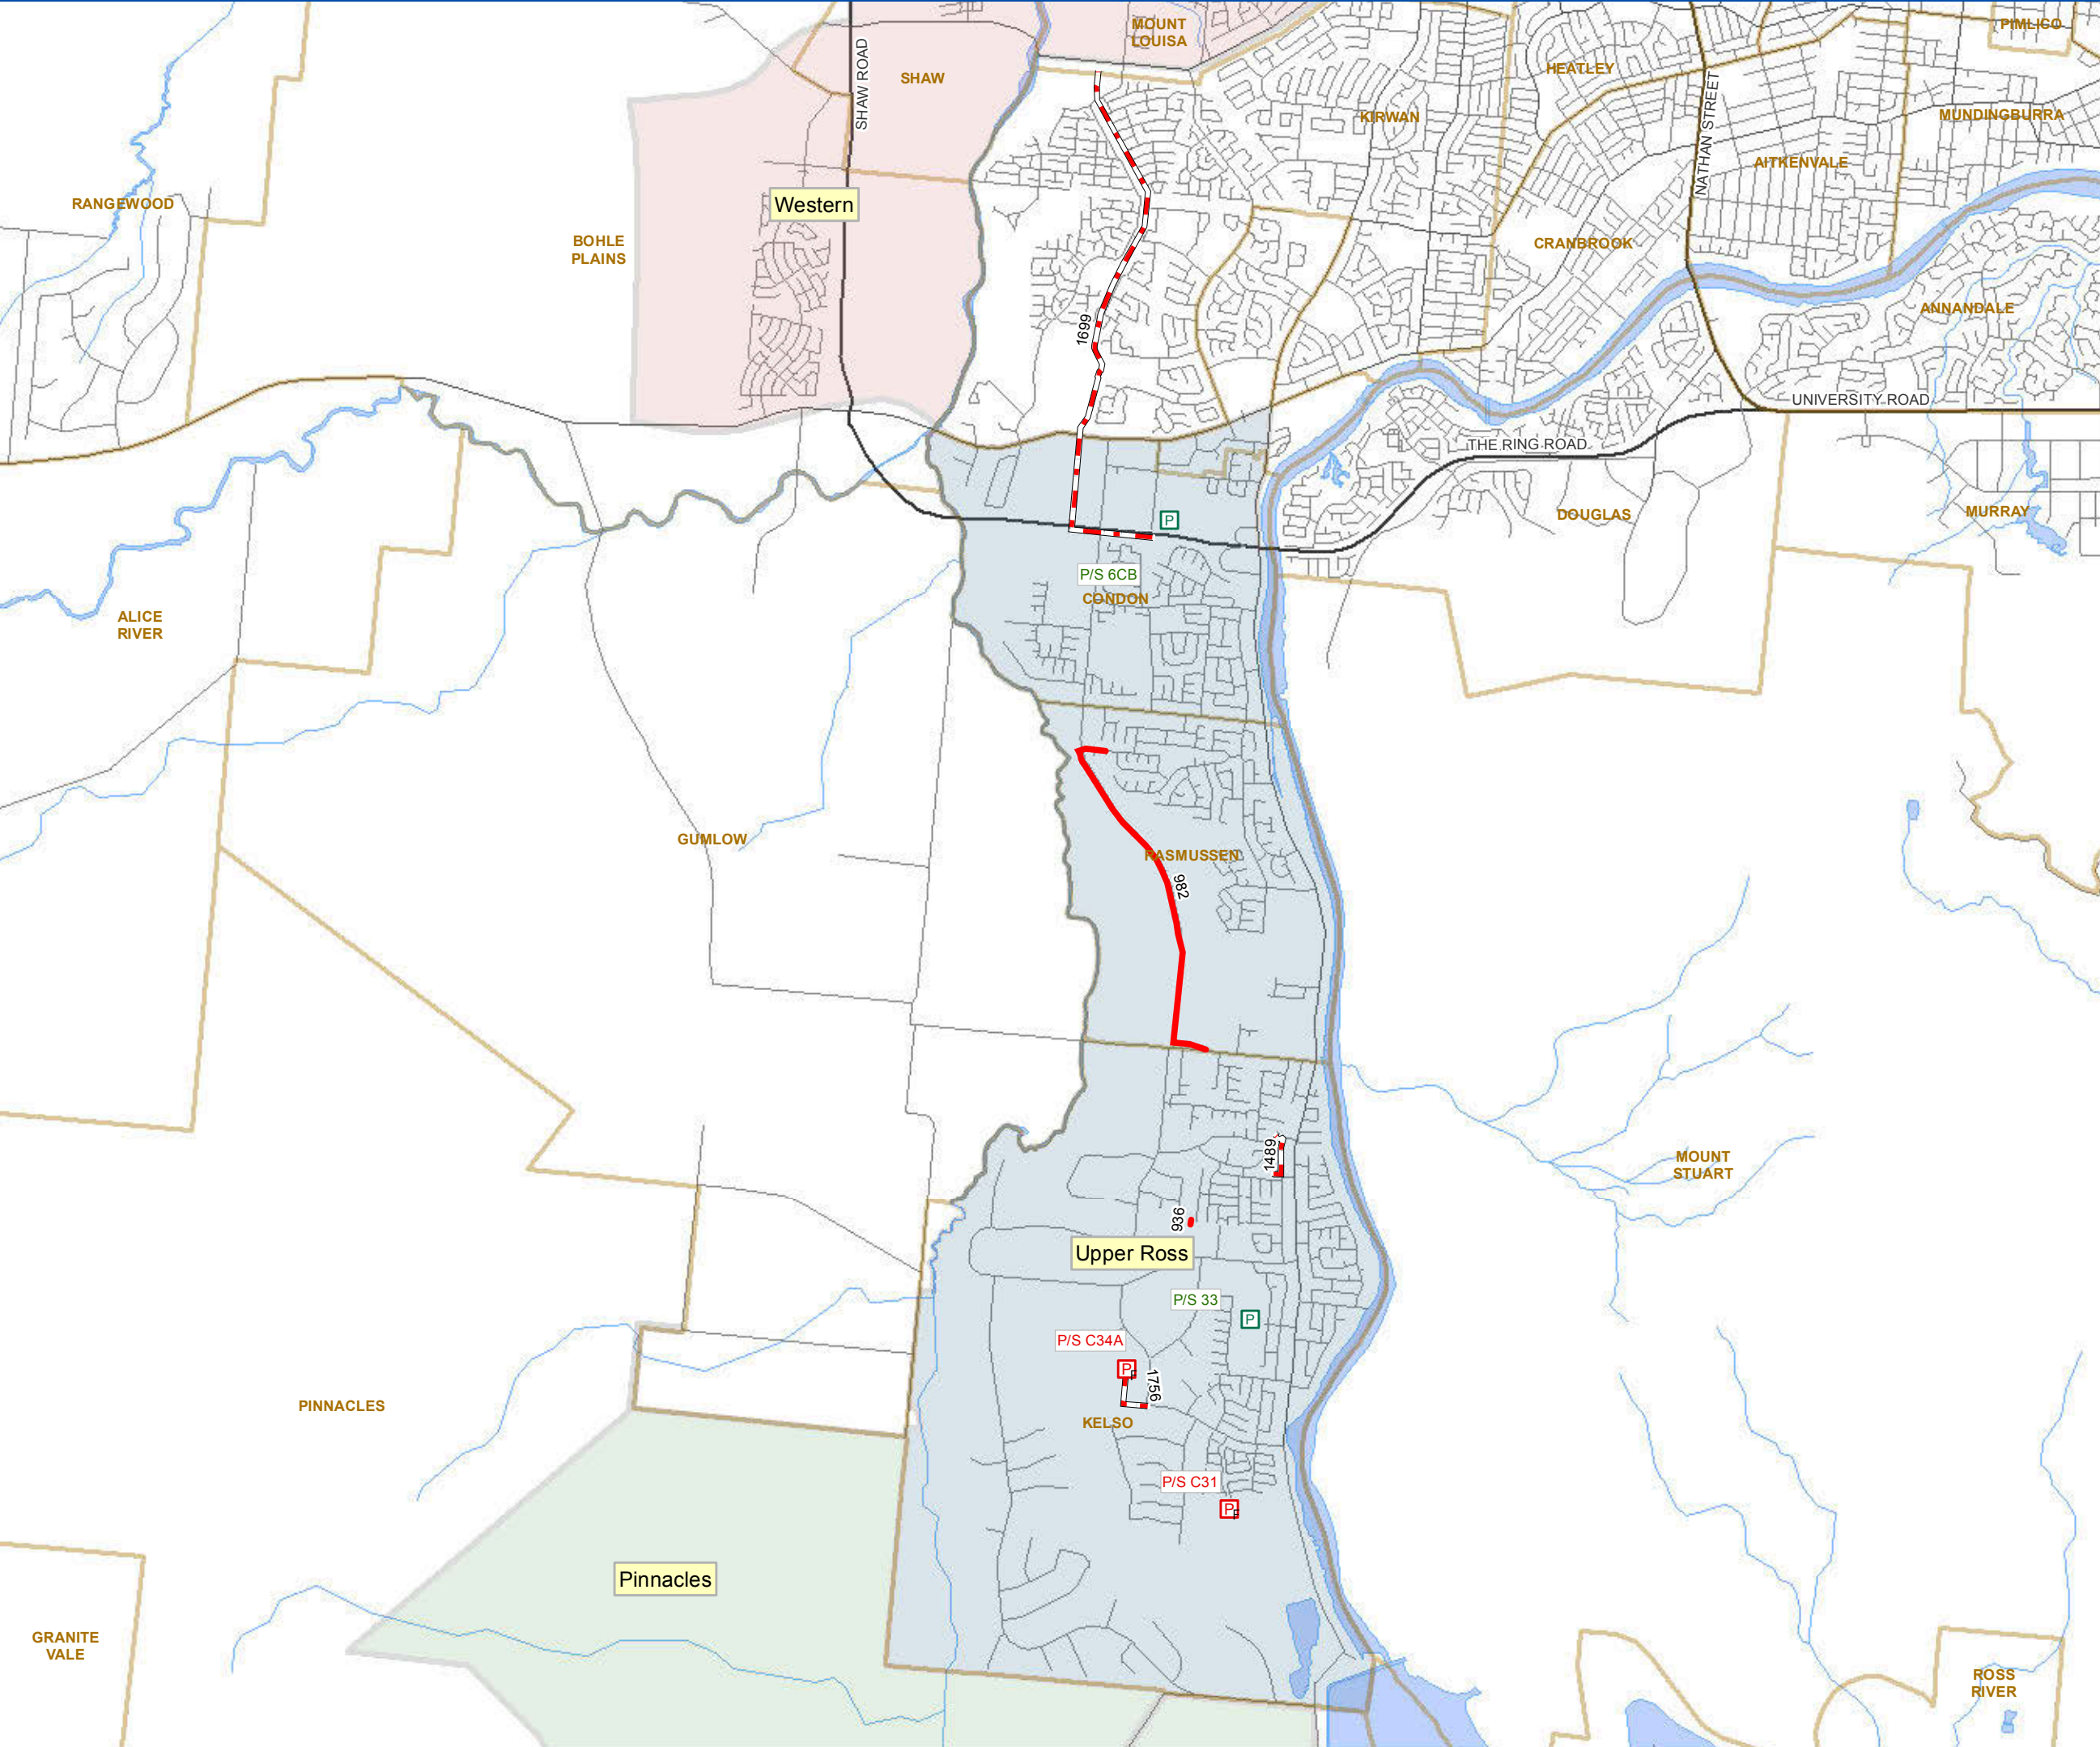 MOUNT
LOUISA
PIMLICO
SHAW ROAD
SHAW
HEATLEY
NATHAN STREET
KIRWAN
MUNDINGBURRA
AITKENVALE
RANGEWOOD
Western
BOHLE
PLAINS
CRANBROOK
ANNANDALE
1699
UNIVERSITY ROAD
THE RING ROAD
DOUGLAS
MURRAY
P
P/S 6CB
CONDON
ALICE
RIVER
GUMLOW
RASMUSSEN
982
1489
MOUNT
STUART
936
Upper Ross
P/S 33
P
P/S C34A
P
F
1756
PINNACLES
KELSO
P/S C31
P
F
Pinnacles
GRANITE
VALE
ROSS
RIVER